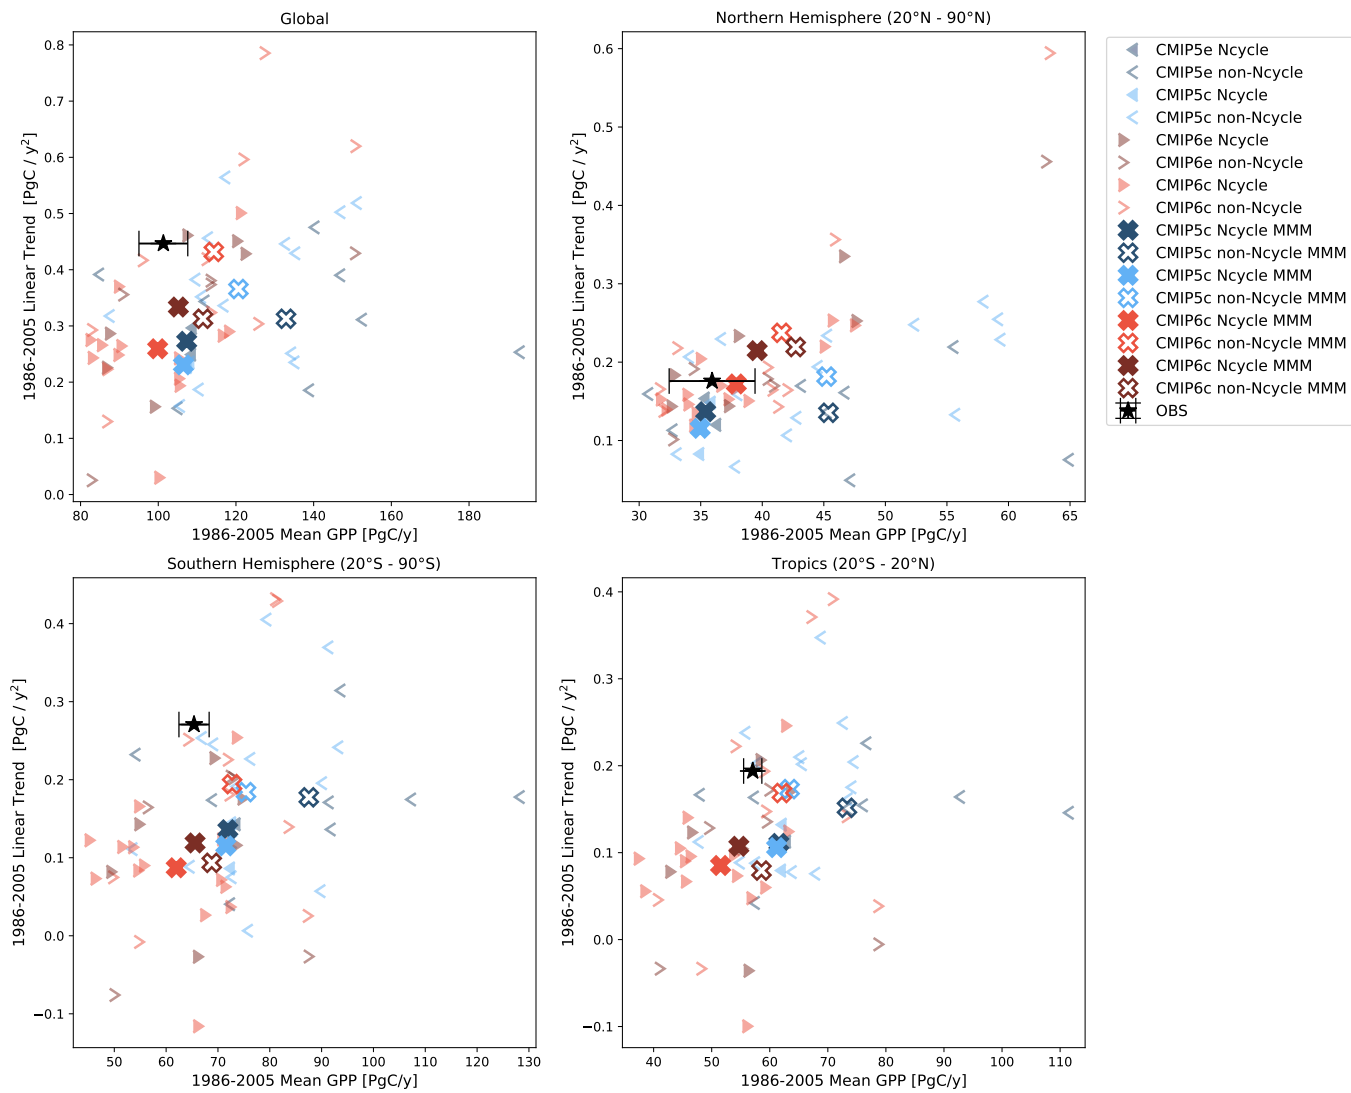 Global
0.8
0.7
0.6
0.5
0.4
0.3
0.2
0.1
0.0
1986-2005 Linear Trend [PgC / y²]
80 100 120 140 160 180
1986-2005 Mean GPP [PgC/y]
Northern Hemisphere (20°N - 90°N)
0.6
0.5
0.4
0.3
0.2
0.1
1986-2005 Linear Trend [PgC / y²]
30 35 40 45 50 55 60 65
1986-2005 Mean GPP [PgC/y]
CMIP5e Ncycle
CMIP5e non-Ncycle
CMIP5c Ncycle
CMIP5c non-Ncycle
CMIP6e Ncycle
CMIP6e non-Ncycle
CMIP6c Ncycle
CMIP6c non-Ncycle
CMIP5c Ncycle MMM
CMIP5c non-Ncycle MMM
CMIP5c Ncycle MMM
CMIP5c non-Ncycle MMM
CMIP6c Ncycle MMM
CMIP6c non-Ncycle MMM
CMIP6c Ncycle MMM
CMIP6c non-Ncycle MMM
OBS
Southern Hemisphere (20°S - 90°S)
0.4
0.3
0.2
0.1
0.0
−0.1
1986-2005 Linear Trend [PgC / y²]
50 60 70 80 90 100 110 120 130
1986-2005 Mean GPP [PgC/y]
Tropics (20°S - 20°N)
0.4
0.3
0.2
0.1
0.0
−0.1
1986-2005 Linear Trend [PgC / y²]
40 50 60 70 80 90 100 110
1986-2005 Mean GPP [PgC/y]